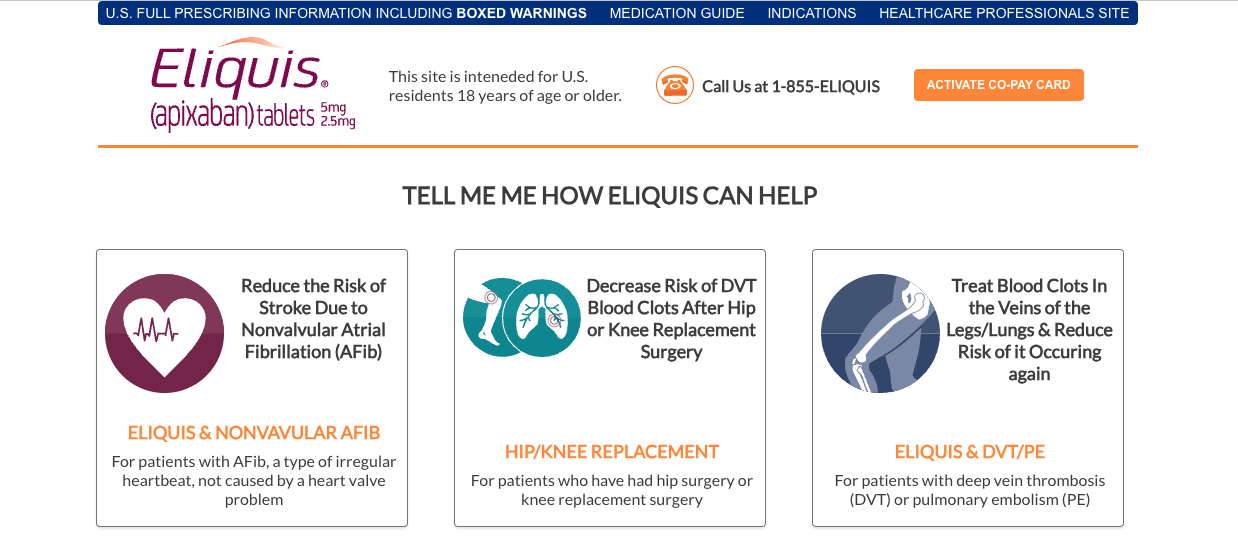 U.S. FULL PRESCRIBING INFORMATION INCLUDING BOXED WARNINGS MEDICATION GUIDE INDICATIONS HEALTHCARE PROFESSIONALS SITE
Eliquis®
(apixaban) tablets 5mg
2.5mg
This site is inteneded for U.S.
residents 18 years of age or older.
Call Us at 1-855-ELIQUIS
ACTIVATE CO-PAY CARD
TELL ME ME HOW ELIQUIS CAN HELP
Reduce the Risk of
Stroke Due to
Nonvalvular Atrial
Fibrillation (AFib)
ELIQUIS & NONVAVULAR AFIB
For patients with AFib, a type of irregular
heartbeat, not caused by a heart valve
problem
Decrease Risk of DVT
Blood Clots After Hip
or Knee Replacement
Surgery
HIP/KNEE REPLACEMENT
For patients who have had hip surgery or
knee replacement surgery
Treat Blood Clots In
the Veins of the
Legs/Lungs & Reduce
Risk of it Occuring
again
ELIQUIS & DVT/PE
For patients with deep vein thrombosis
(DVT) or pulmonary embolism (PE)